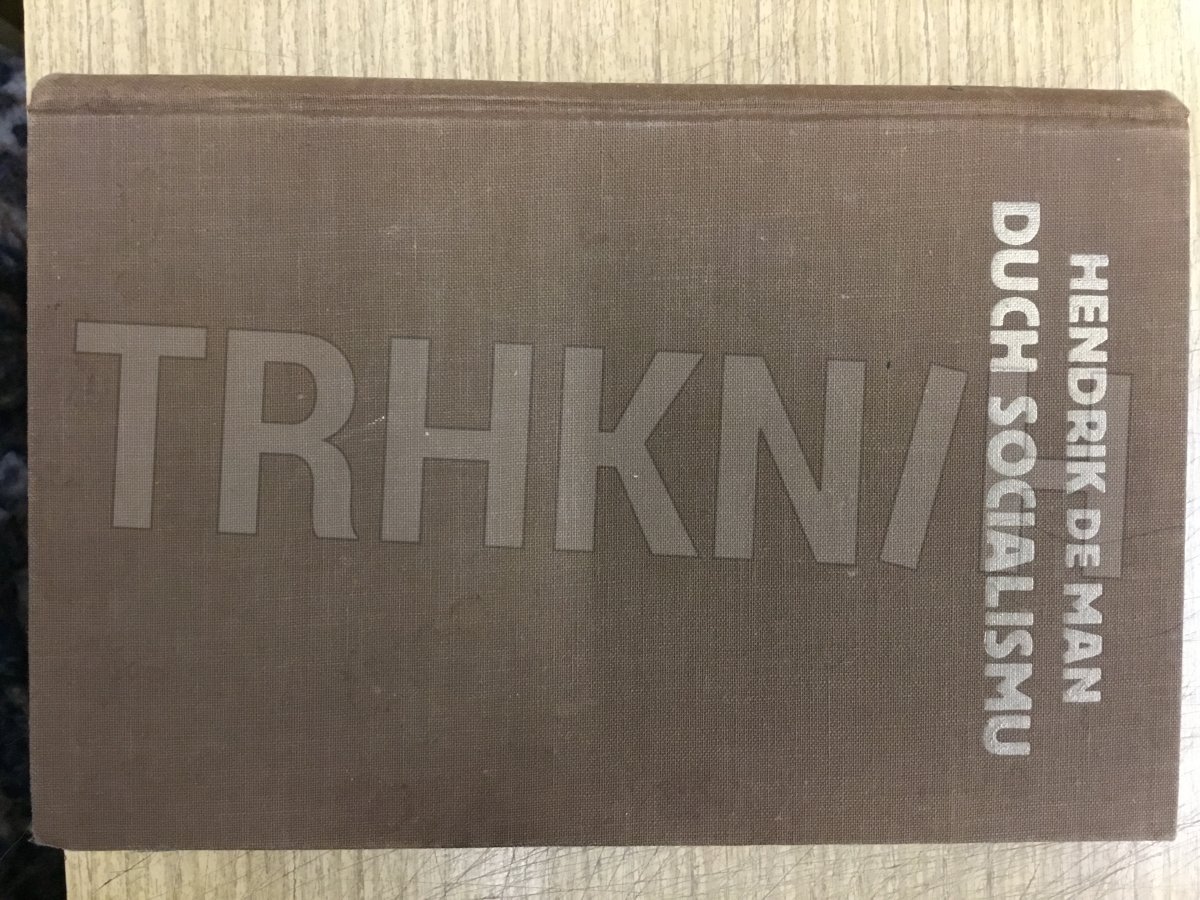 HENDRIK DE MAN
DUCH SOCIALISMU
TRHKNIH